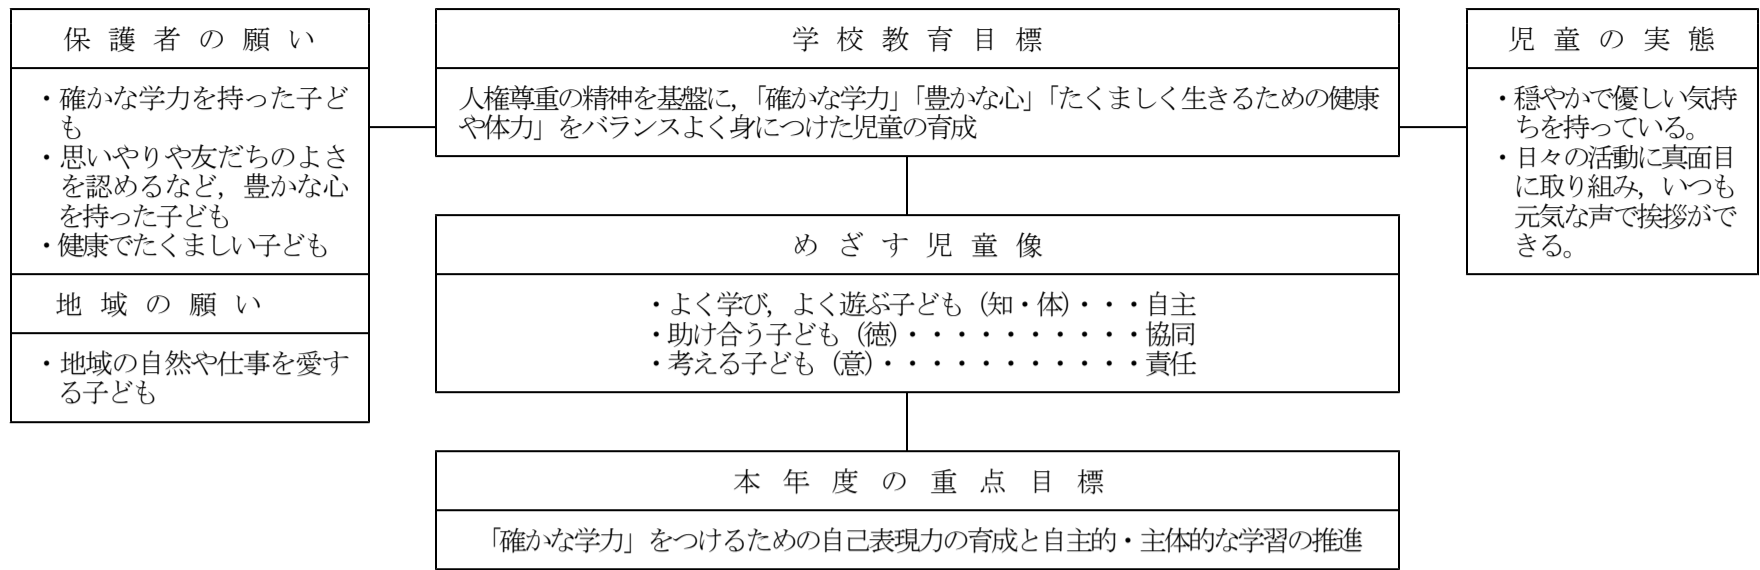 保護者の願い
・確かな学力を持った子ど
も
・思いやりや友だちのよさ
を認めるなど，豊かな心
を持った子ども
・健康でたくましい子ども
地域の願い
・地域の自然や仕事を愛す
る子ども
学校教育目標
人権尊重の精神を基盤に，「確かな学力」「豊かな心」「たくましく生きるための健康
や体力」をバランスよく身につけた児童の育成
めざす児童像
・よく学び，よく遊ぶ子ども（知・体）・・・自主
・助け合う子ども（徳）・・・・・・・・・・協同
・考える子ども（意）・・・・・・・・・・・責任
本年度の重点目標
「確かな学力」をつけるための自己表現力の育成と自主的・主体的な学習の推進
児童の実態
・穏やかで優しい気持
ちを持っている。
・日々の活動に真面目
に取り組み，いつも
元気な声で挨拶がで
きる。